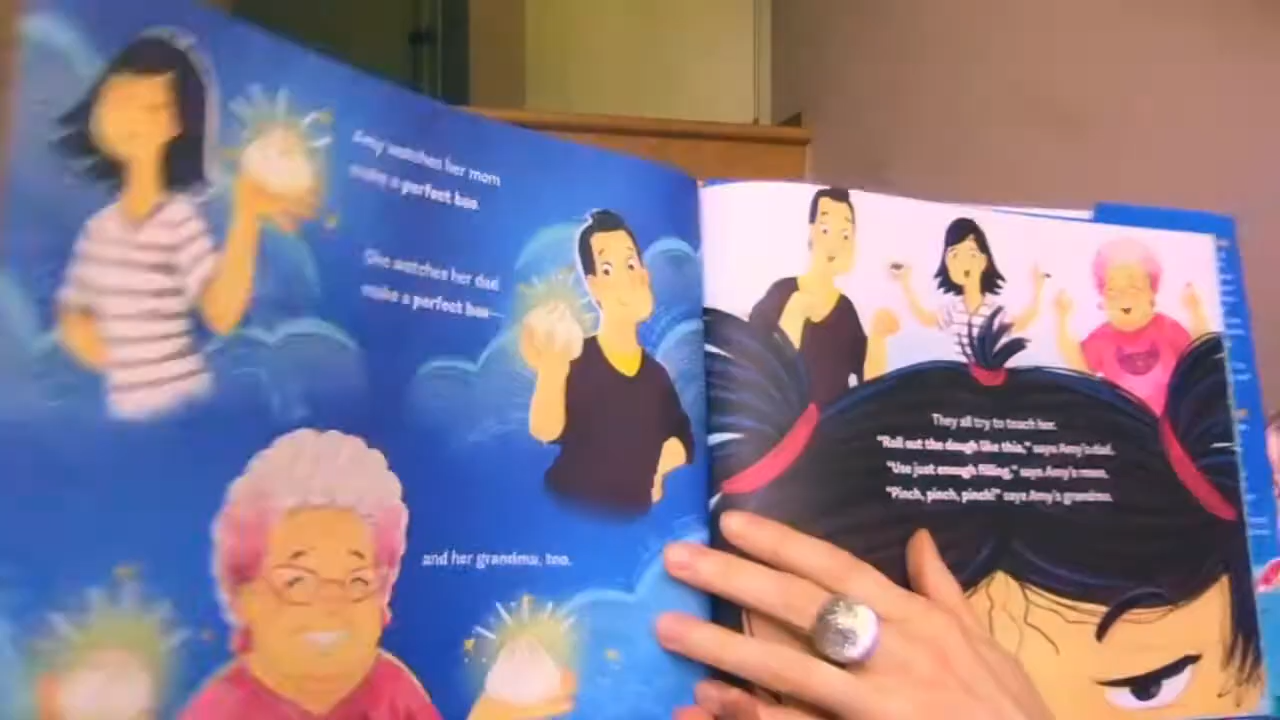 Amy watches her mom
make a perfect bao.
She watches her dad
make a perfect bao—
and her grandma, too.
They all try to teach her.
"Roll out the dough like this," says Amy's dad.
"Use just enough filling," says Amy's mom.
"Pinch, pinch, pinch!" says Amy's grandma.